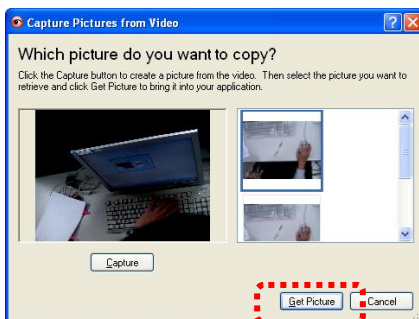 Capture Pictures from Video
Which picture do you want to copy?
Click the Capture button to create a picture from the video. Then select the picture you want to
retrieve and click Get Picture to bring it into your application.
Capture
Get Picture
Cancel